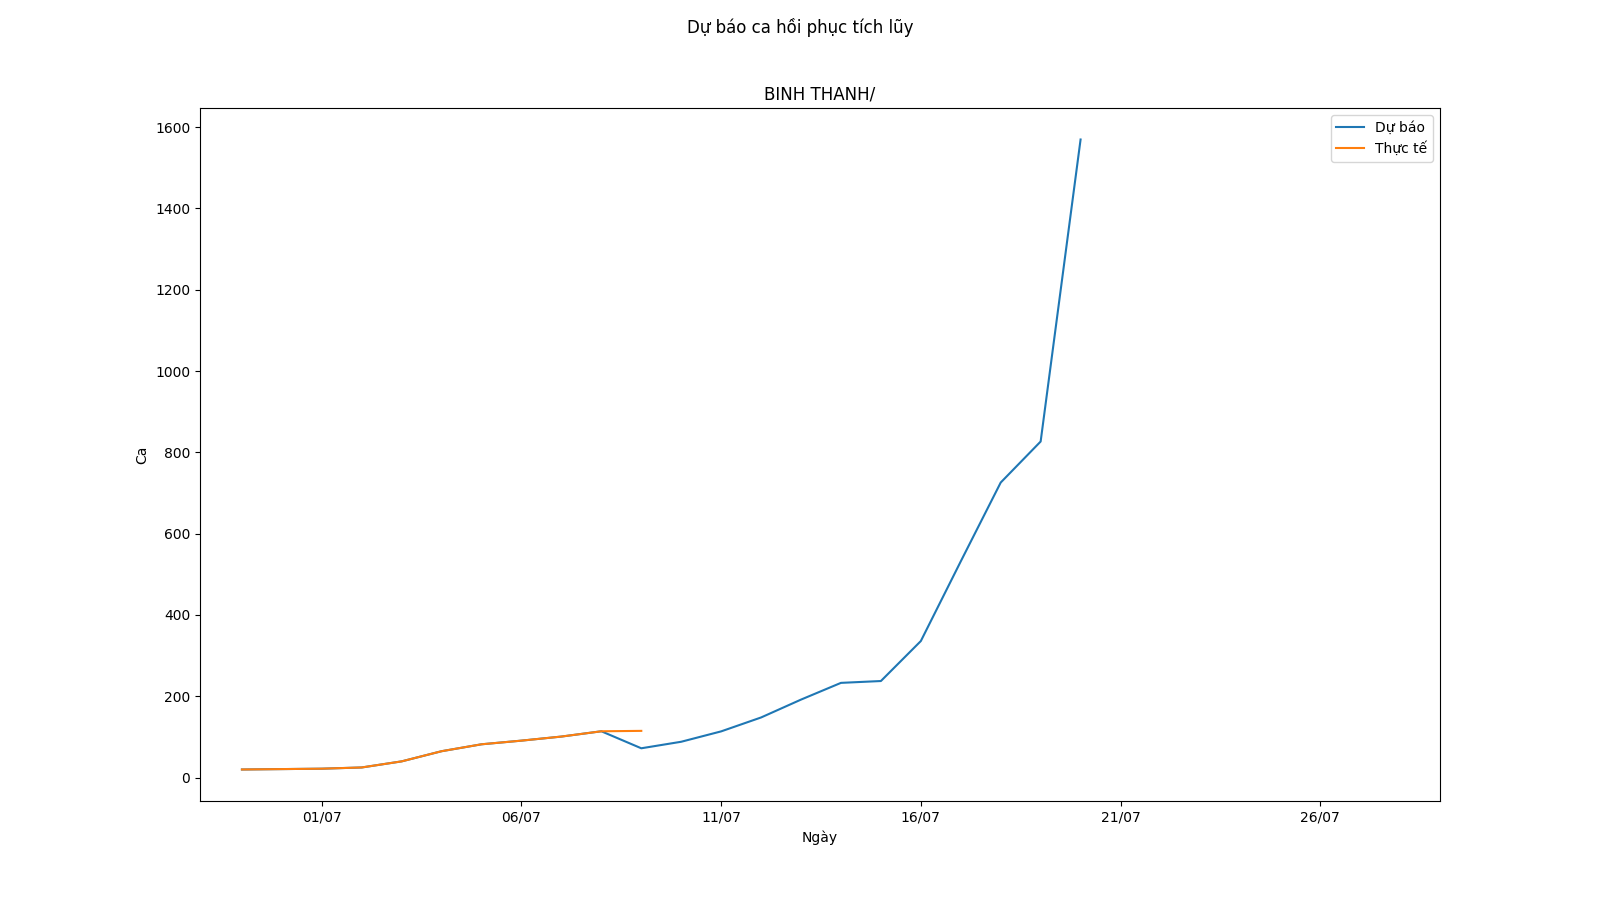 Dự báo ca hồi phục tích lũy
BINH THANH/
Dự báo
Thực tế
1600
1400
1200
1000
800
600
400
200
0
Ca
01/07 06/07 11/07 16/07 21/07 26/07
Ngày